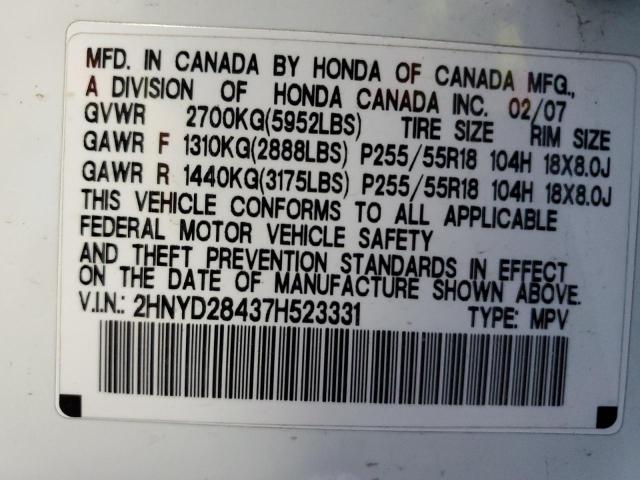 MFD. IN CANADA BY HONDA OF CANADA MFG.,
A DIVISION OF HONDA CANADA INC. 02/07
GVWR 2700KG(5952LBS) TIRE SIZE RIM SIZE
GAWR F 1310KG(2888LBS) P255/55R18 104H 18X8.0J
GAWR R 1440KG(3175LBS) P255/55R18 104H 18X8.0J
THIS VEHICLE CONFORMS TO ALL APPLICABLE
FEDERAL MOTOR VEHICLE SAFETY
AND THEFT PREVENTION STANDARDS IN EFFECT
ON THE DATE OF MANUFACTURE SHOWN ABOVE.
V.I.N.: 2HNYD28437H523331 TYPE: MPV